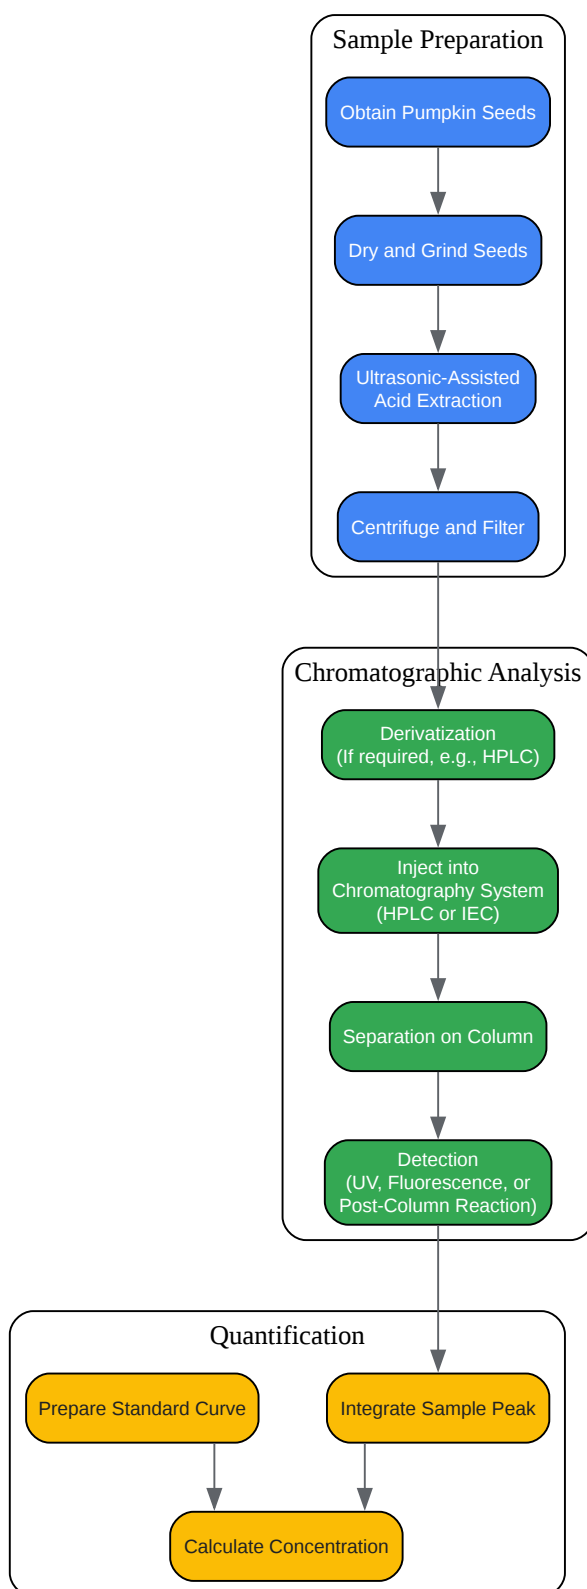 Sample Preparation
Obtain Pumpkin Seeds
Dry and Grind Seeds
Ultrasonic-Assisted
Acid Extraction
Centrifuge and Filter
Chromatographic Analysis
Derivatization
(If required, e.g., HPLC)
Inject into
Chromatography System
(HPLC or IEC)
Separation on Column
Detection
(UV, Fluorescence, or
Post-Column Reaction)
Quantification
Prepare Standard Curve
Integrate Sample Peak
Calculate Concentration